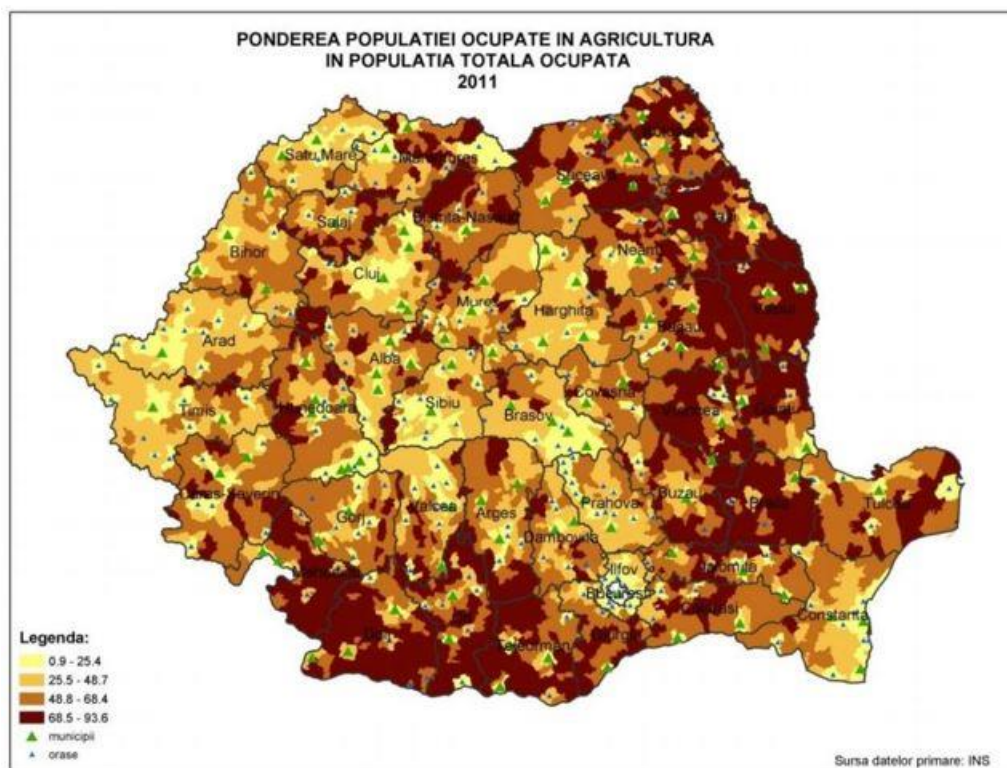 PONDEREA POPULATIEI OCUPATE IN AGRICULTURA
IN POPULATIA TOTALA OCUPATA
2011
Satu Mare
Maramures
Suceava
Salaj
Bistrita-Nasaud
Iasi
Bihor
Cluj
Neamt
Mures
Harghita
Bacau
Vaslui
Arad
Alba
Timis
Hunedoara
Sibiu
Brasov
Covasna
Vrancea
Galati
Caras-Severin
Gorj
Valcea
Arges
Prahova
Buzau
Braila
Tulcea
Dambovita
Ilfov
Ialomita
Bucuresti
Calarasi
Constanta
Dolj
Teleorman
Giurgiu
Legenda:
0.9 - 25.4
25.5 - 48.7
48.8 - 68.4
68.5 - 93.6
municipii
orase
Sursa datelor primare: INS